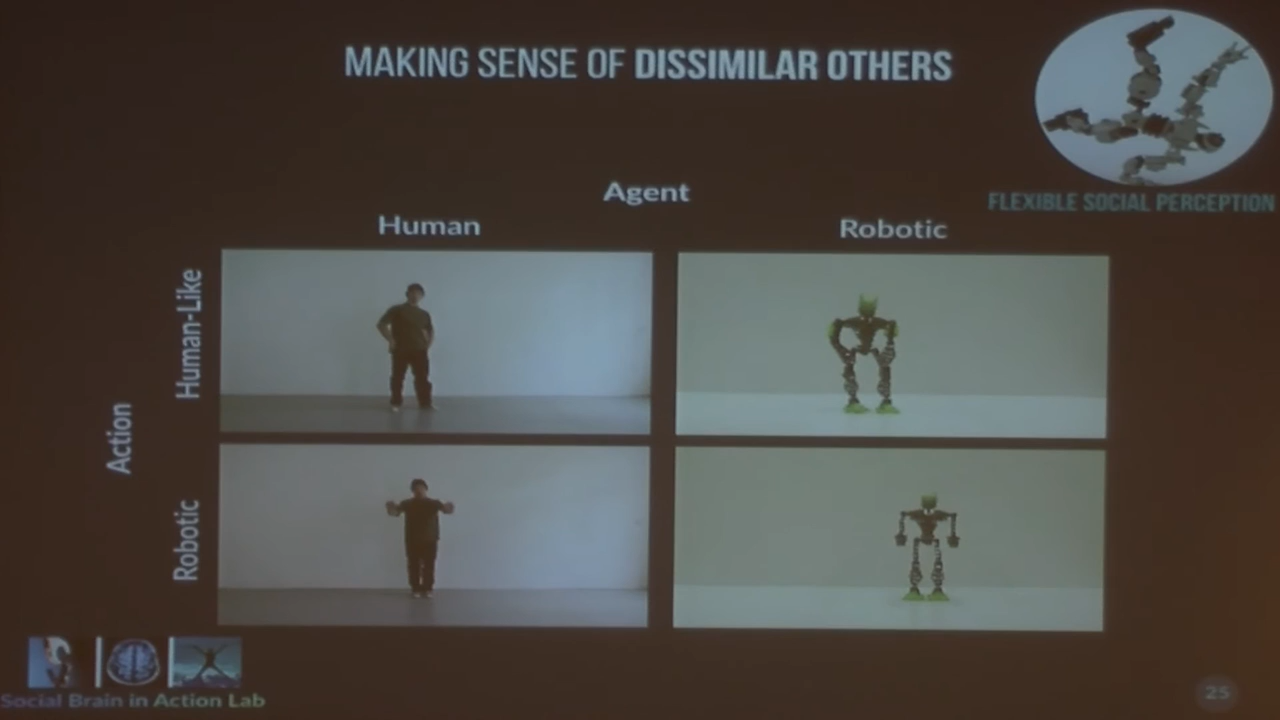 MAKING SENSE OF DISSIMILAR OTHERS
FLEXIBLE SOCIAL PERCEPTION
Agent
Human
Robotic
Action
Human-Like
Robotic
Social Brain in Action Lab
25